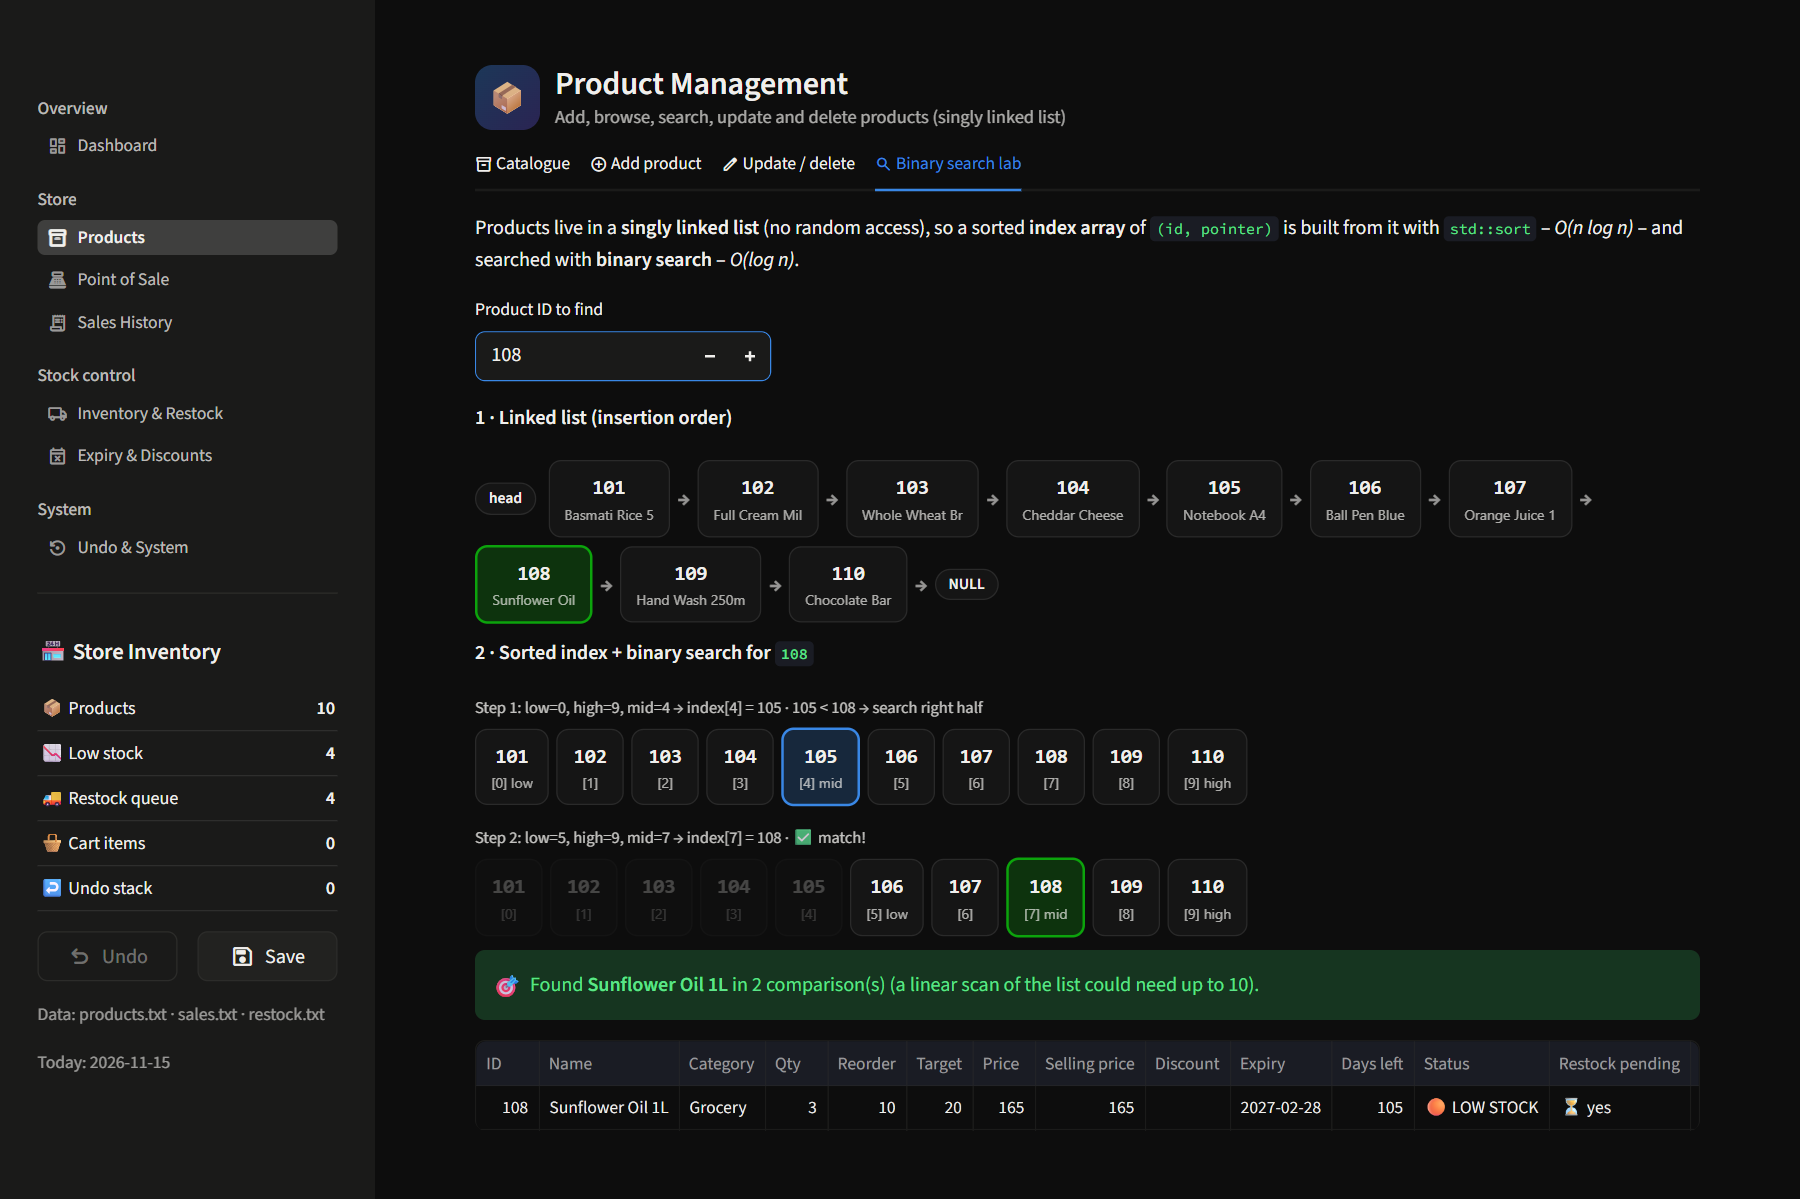 Overview
Dashboard
Store
Products
Point of Sale
Sales History
Stock control
Inventory & Restock
Expiry & Discounts
System
Undo & System
Store Inventory
Products 10
Low stock 4
Restock queue 4
Cart items 0
Undo stack 0
Undo Save
Data: products.txt · sales.txt · restock.txt
Today: 2026-11-15
Product Management
Add, browse, search, update and delete products (singly linked list)
Catalogue Add product Update / delete Binary search lab
Products live in a singly linked list (no random access), so a sorted index array of (id, pointer) is built from it with std::sort – O(n log n) – and
searched with binary search – O(log n).
Product ID to find
108 − +
1 · Linked list (insertion order)
head 101 → 102 → 103 → 104 → 105 → 106 → 107 →
Basmati Rice 5 Full Cream Mil Whole Wheat Br Cheddar Cheese Notebook A4 Ball Pen Blue Orange Juice 1
108 → 109 → 110 → NULL
Sunflower Oil Hand Wash 250m Chocolate Bar
2 · Sorted index + binary search for 108
Step 1: low=0, high=9, mid=4 → index[4] = 105 · 105 < 108 → search right half
101 102 103 104 105 106 107 108 109 110
[0] low [1] [2] [3] [4] mid [5] [6] [7] [8] [9] high
Step 2: low=5, high=9, mid=7 → index[7] = 108 · ✅ match!
101 102 103 104 105 106 107 108 109 110
[0] [1] [2] [3] [4] [5] low [6] [7] mid [8] [9] high
Found Sunflower Oil 1L in 2 comparison(s) (a linear scan of the list could need up to 10).
ID Name Category Qty Reorder Target Price Selling price Discount Expiry Days left Status Restock pending
108 Sunflower Oil 1L Grocery 3 10 20 165 165 2027-02-28 105 LOW STOCK yes